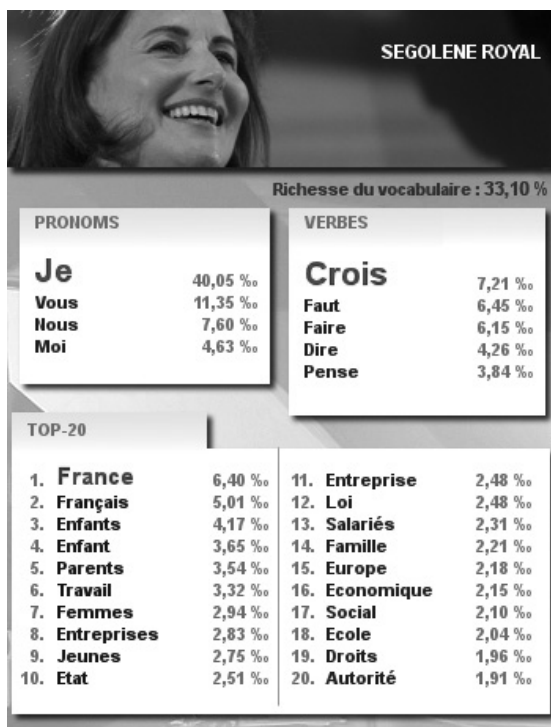 SEGOLENE ROYAL
Richesse du vocabulaire : 33,10 %
PRONOMS
Je 40,05 ‰
Vous 11,35 ‰
Nous 7,60 ‰
Moi 4,63 ‰
VERBES
Crois 7,21 ‰
Faut 6,45 ‰
Faire 6,15 ‰
Dire 4,26 ‰
Pense 3,84 ‰
TOP-20
1. France 6,40 ‰
2. Français 5,01 ‰
3. Enfants 4,17 ‰
4. Enfant 3,65 ‰
5. Parents 3,54 ‰
6. Travail 3,32 ‰
7. Femmes 2,94 ‰
8. Entreprises 2,83 ‰
9. Jeunes 2,75 ‰
10. Etat 2,51 ‰
11. Entreprise 2,48 ‰
12. Loi 2,48 ‰
13. Salariés 2,31 ‰
14. Famille 2,21 ‰
15. Europe 2,18 ‰
16. Economique 2,15 ‰
17. Social 2,10 ‰
18. Ecole 2,04 ‰
19. Droits 1,96 ‰
20. Autorité 1,91 ‰